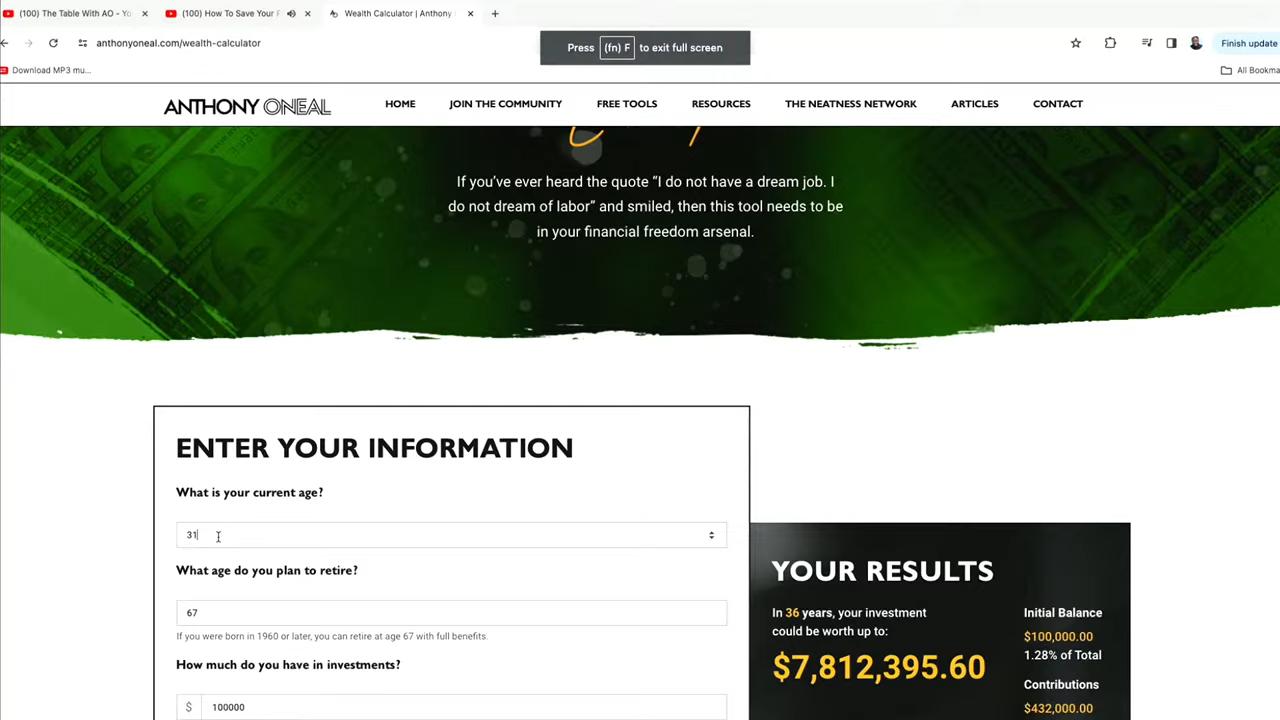 (100) The Table With AO - Yo
(100) How To Save Your F
Wealth Calculator | Anthony
anthonyoneal.com/wealth-calculator
Press (fn) F to exit full screen
Finish update
Download MP3 mu...
All Bookma
ANTHONY ONEAL
HOME
JOIN THE COMMUNITY
FREE TOOLS
RESOURCES
THE NEATNESS NETWORK
ARTICLES
CONTACT
If you’ve ever heard the quote “I do not have a dream job. I
do not dream of labor” and smiled, then this tool needs to be
in your financial freedom arsenal.
ENTER YOUR INFORMATION
What is your current age?
31
What age do you plan to retire?
67
If you were born in 1960 or later, you can retire at age 67 with full benefits.
How much do you have in investments?
$ 100000
YOUR RESULTS
In 36 years, your investment
could be worth up to:
$7,812,395.60
Initial Balance
$100,000.00
1.28% of Total
Contributions
$432,000.00